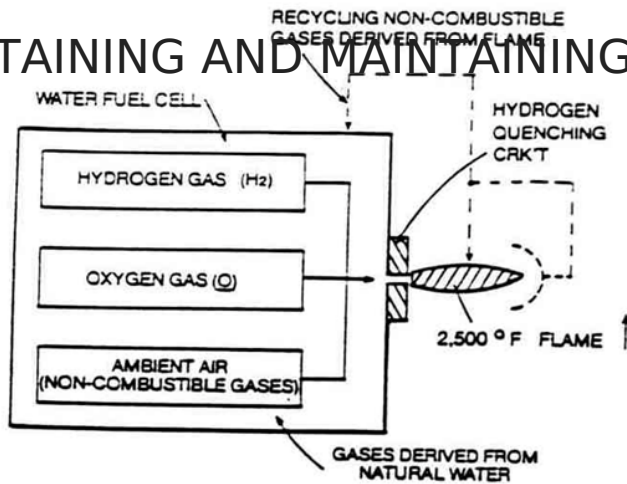 RECYCLING NON-COMBUSTIBLE
GASES DERIVED FROM FLAME
TAINING AND MAINTAINING
WATER FUEL CELL
HYDROGEN
QUENCHING
CRK'T
HYDROGEN GAS (H2)
OXYGEN GAS (O)
AMBIENT AIR
(NON-COMBUSTIBLE GASES)
2,500 °F FLAME
GASES DERIVED FROM
NATURAL WATER